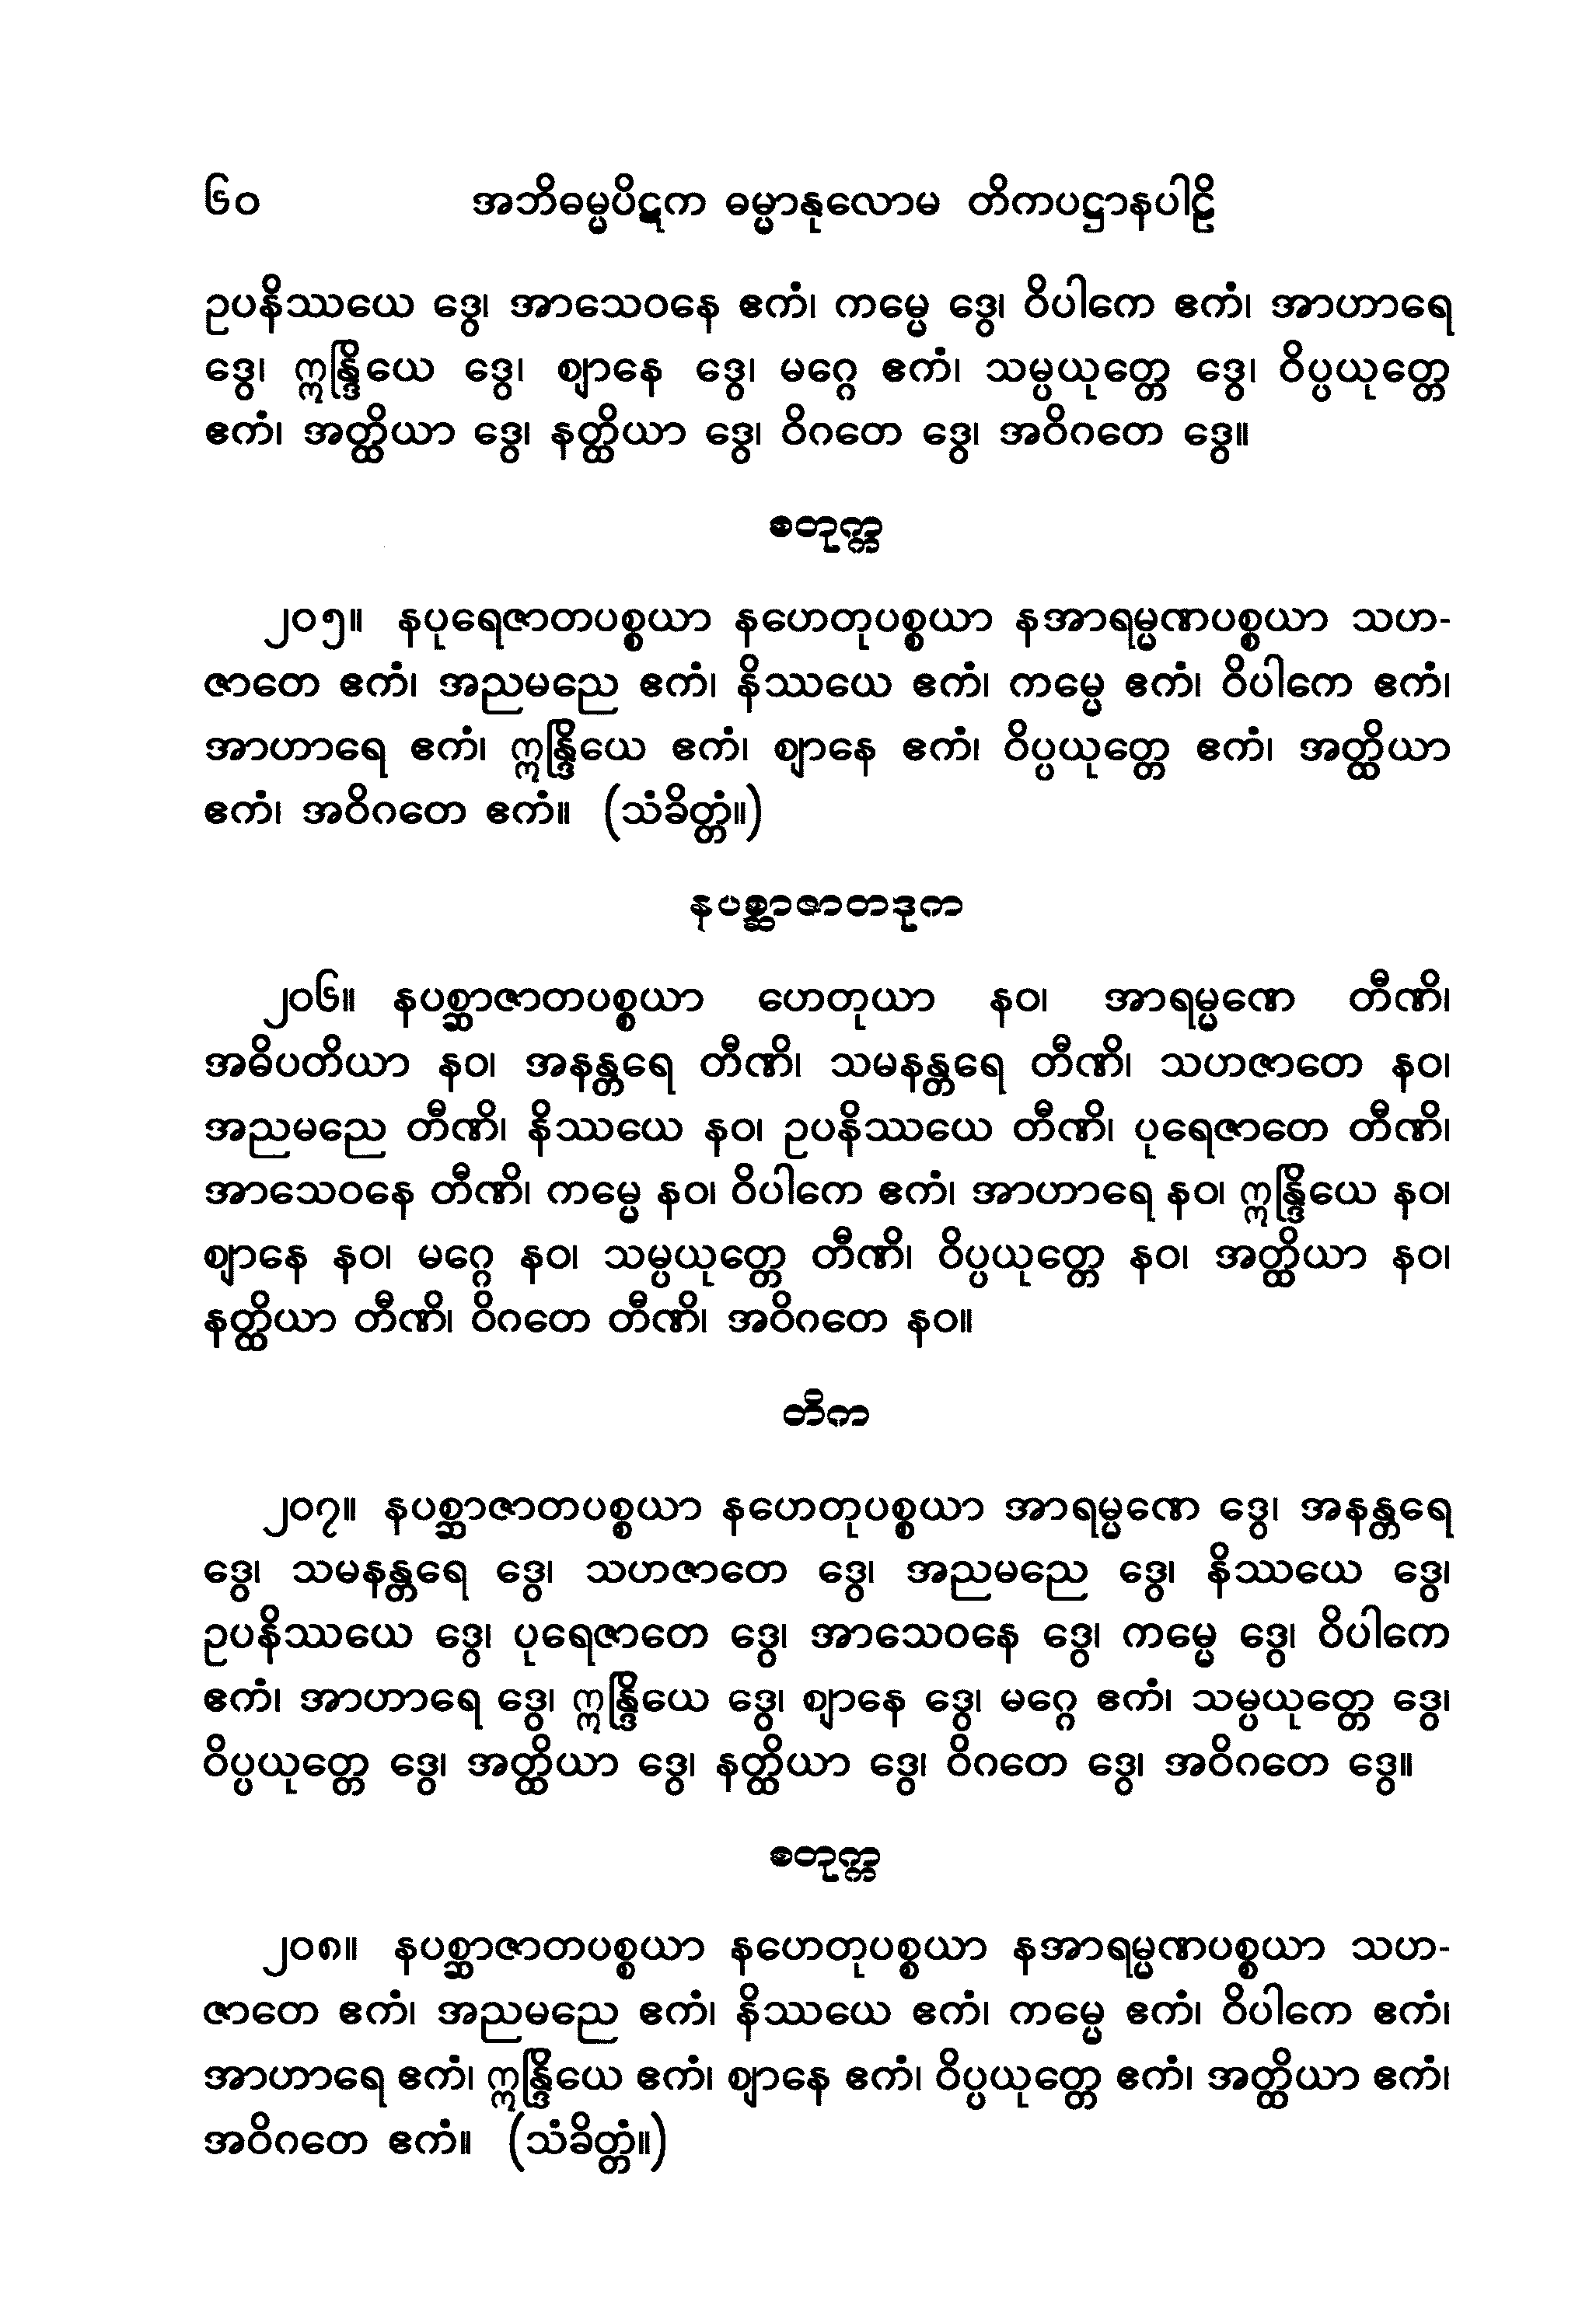 ၆၀ အဘိဓမ္မပိဋက ဓမ္မာနုလောမ တိကပဋ္ဌာနပါဠိ
ဥပနိဿယေ ဒွေ၊ အာသေဝနေ ဧကံ၊ ကမ္မေ ဒွေ၊ ဝိပါကေ ဧကံ၊ အာဟာရေ
ဒွေ၊ ဣန္ဒြိယေ ဒွေ၊ ဈာနေ ဒွေ၊ မဂ္ဂေ ဧကံ၊ သမ္ပယုတ္တေ ဒွေ၊ ဝိပ္ပယုတ္တေ
ဧကံ၊ အတ္ထိယာ ဒွေ၊ နတ္ထိယာ ဒွေ၊ ဝိဂတေ ဒွေ၊ အဝိဂတေ ဒွေ။
စတုက္က
၂၀၅။ နပုရေဇာတပစ္စယာ နဟေတုပစ္စယာ နအာရမ္မဏပစ္စယာ သဟ-
ဇာတေ ဧကံ၊ အညမညေ ဧကံ၊ နိဿယေ ဧကံ၊ ကမ္မေ ဧကံ၊ ဝိပါကေ ဧကံ၊
အာဟာရေ ဧကံ၊ ဣန္ဒြိယေ ဧကံ၊ ဈာနေ ဧကံ၊ ဝိပ္ပယုတ္တေ ဧကံ၊ အတ္ထိယာ
ဧကံ၊ အဝိဂတေ ဧကံ။ (သံခိတ္တံ။)
နပစ္ဆာဇာတဒုက
၂၀၆။ နပစ္ဆာဇာတပစ္စယာ ဟေတုယာ နဝ၊ အာရမ္မဏေ တီဏိ၊
အဓိပတိယာ နဝ၊ အနန္တရေ တီဏိ၊ သမနန္တရေ တီဏိ၊ သဟဇာတေ နဝ၊
အညမညေ တီဏိ၊ နိဿယေ နဝ၊ ဥပနိဿယေ တီဏိ၊ ပုရေဇာတေ တီဏိ၊
အာသေဝနေ တီဏိ၊ ကမ္မေ နဝ၊ ဝိပါကေ ဧကံ၊ အာဟာရေ နဝ၊ ဣန္ဒြိယေ နဝ၊
ဈာနေ နဝ၊ မဂ္ဂေ နဝ၊ သမ္ပယုတ္တေ တီဏိ၊ ဝိပ္ပယုတ္တေ နဝ၊ အတ္ထိယာ နဝ၊
နတ္ထိယာ တီဏိ၊ ဝိဂတေ တီဏိ၊ အဝိဂတေ နဝ။
တိက
၂၀၇။ နပစ္ဆာဇာတပစ္စယာ နဟေတုပစ္စယာ အာရမ္မဏေ ဒွေ၊ အနန္တရေ
ဒွေ၊ သမနန္တရေ ဒွေ၊ သဟဇာတေ ဒွေ၊ အညမညေ ဒွေ၊ နိဿယေ ဒွေ၊
ဥပနိဿယေ ဒွေ၊ ပုရေဇာတေ ဒွေ၊ အာသေဝနေ ဒွေ၊ ကမ္မေ ဒွေ၊ ဝိပါကေ
ဧကံ၊ အာဟာရေ ဒွေ၊ ဣန္ဒြိယေ ဒွေ၊ ဈာနေ ဒွေ၊ မဂ္ဂေ ဧကံ၊ သမ္ပယုတ္တေ ဒွေ၊
ဝိပ္ပယုတ္တေ ဒွေ၊ အတ္ထိယာ ဒွေ၊ နတ္ထိယာ ဒွေ၊ ဝိဂတေ ဒွေ၊ အဝိဂတေ ဒွေ။
စတုက္က
၂၀၈။ နပစ္ဆာဇာတပစ္စယာ နဟေတုပစ္စယာ နအာရမ္မဏပစ္စယာ သဟ-
ဇာတေ ဧကံ၊ အညမညေ ဧကံ၊ နိဿယေ ဧကံ၊ ကမ္မေ ဧကံ၊ ဝိပါကေ ဧကံ၊
အာဟာရေ ဧကံ၊ ဣန္ဒြိယေ ဧကံ၊ ဈာနေ ဧကံ၊ ဝိပ္ပယုတ္တေ ဧကံ၊ အတ္ထိယာ ဧကံ၊
အဝိဂတေ ဧကံ။ (သံခိတ္တံ။)